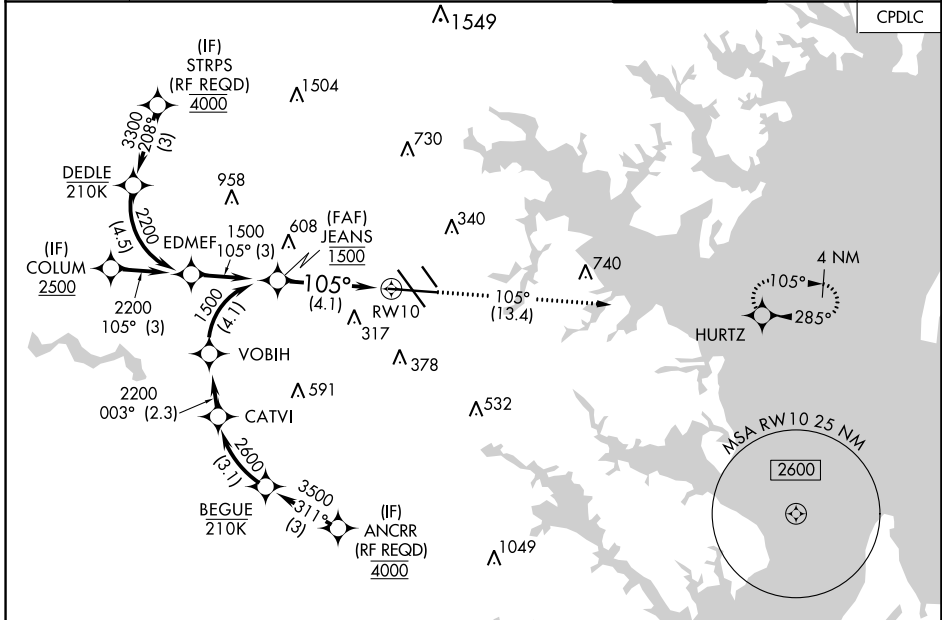 1549
CPDLC
(IF)
STRPS
(RF REQD)
4000
1504
3300
208°
(3)
730
DEDLE
210K
958
2200
(4.5)
(FAF)
JEANS
1500
608
340
EDMEF
1500
105° (3)
(IF)
COLUM
2500
740
4 NM
105°
105°
(4.1)
RW10
105°
(13.4)
285°
HURTZ
2200
105° (3)
1500
(4.1)
317
VOBIH
378
2200
003° (2.3)
591
CATVI
532
MSA RW10 25 NM
2600
2600
(3.1)
BEGUE
210K
3500
311°
(3)
(IF)
ANCRR
(RF REQD)
4000
1049